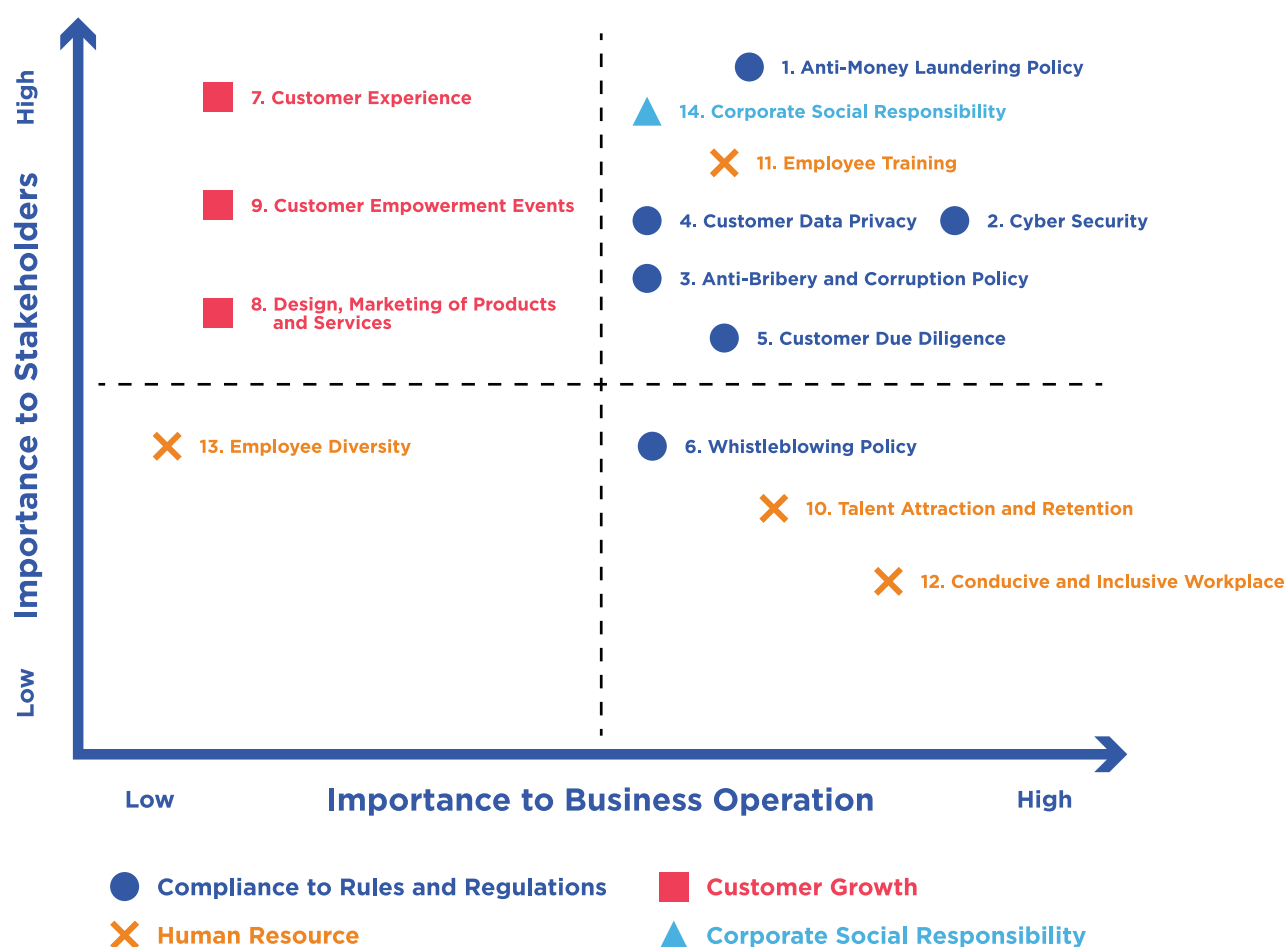 High
Importance to Stakeholders
Low
7. Customer Experience
9. Customer Empowerment Events
8. Design, Marketing of Products
and Services
1. Anti-Money Laundering Policy
14. Corporate Social Responsibility
11. Employee Training
4. Customer Data Privacy
2. Cyber Security
3. Anti-Bribery and Corruption Policy
5. Customer Due Diligence
13. Employee Diversity
6. Whistleblowing Policy
10. Talent Attraction and Retention
12. Conducive and Inclusive Workplace
Low
Importance to Business Operation
High
Compliance to Rules and Regulations
Customer Growth
Human Resource
Corporate Social Responsibility